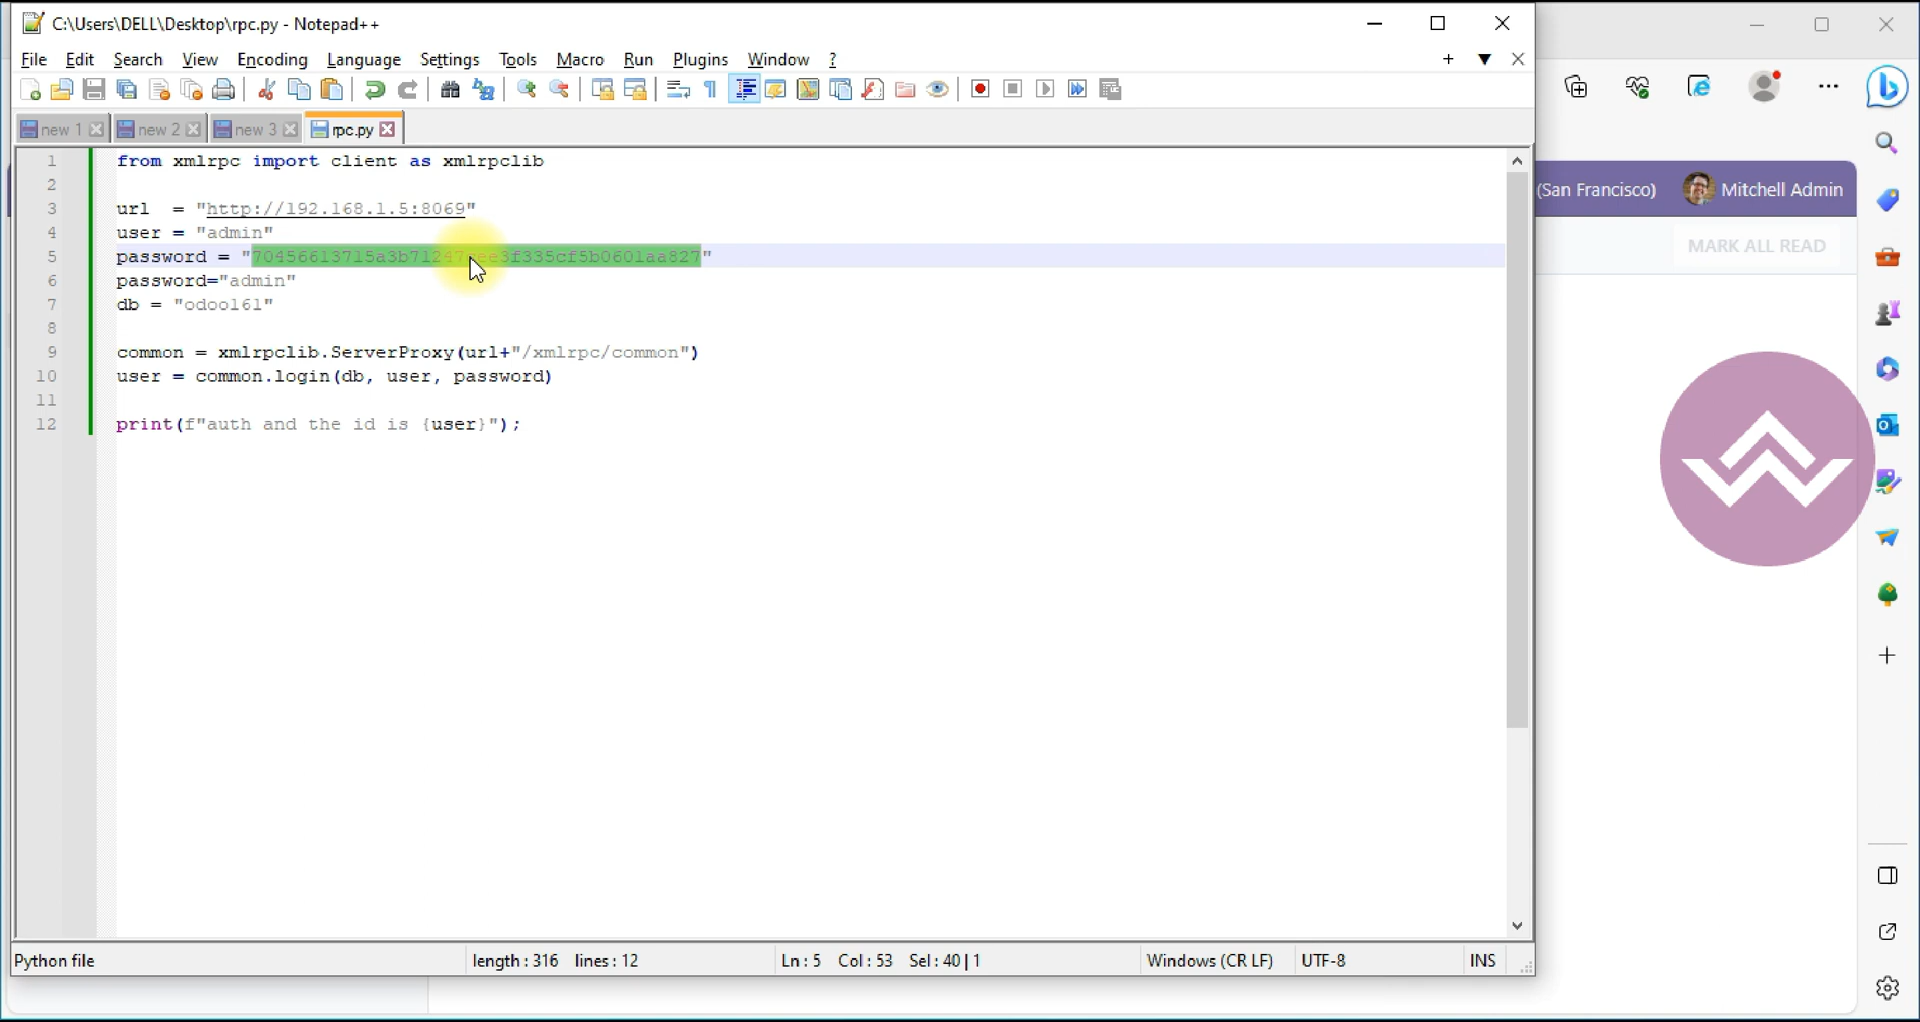 C:\Users\DELL\Desktop\rpc.py - Notepad++
File Edit Search View Encoding Language Settings Tools Macro Run Plugins Window ?
new 1 new 2 new 3 rpc.py
1 from xmlrpc import client as xmlrpclib
2
3 url = "http://192.168.1.5:8069"
4 user = "admin"
5 password =
6 password="admin"
7 db = "odoo161"
8
9 common = xmlrpclib.ServerProxy(url+"/xmlrpc/common")
10 user = common.login(db, user, password)
11
12 print(f"auth and the id is {user}");
(San Francisco) Mitchell Admin
MARK ALL READ
Python file length : 316 lines : 12 Ln : 5 Col : 53 Sel : 40 | 1 Windows (CR LF) UTF-8 INS